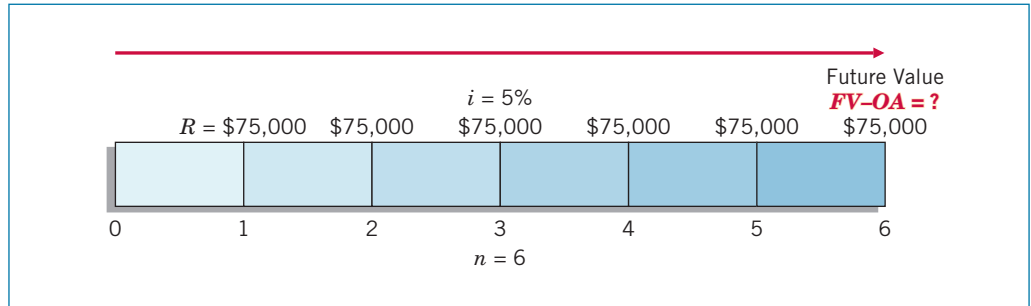 Future Value
i = 5%
FV–OA = ?
R = $75,000 $75,000 $75,000 $75,000 $75,000 $75,000
0 1 2 3 4 5 6
n = 6